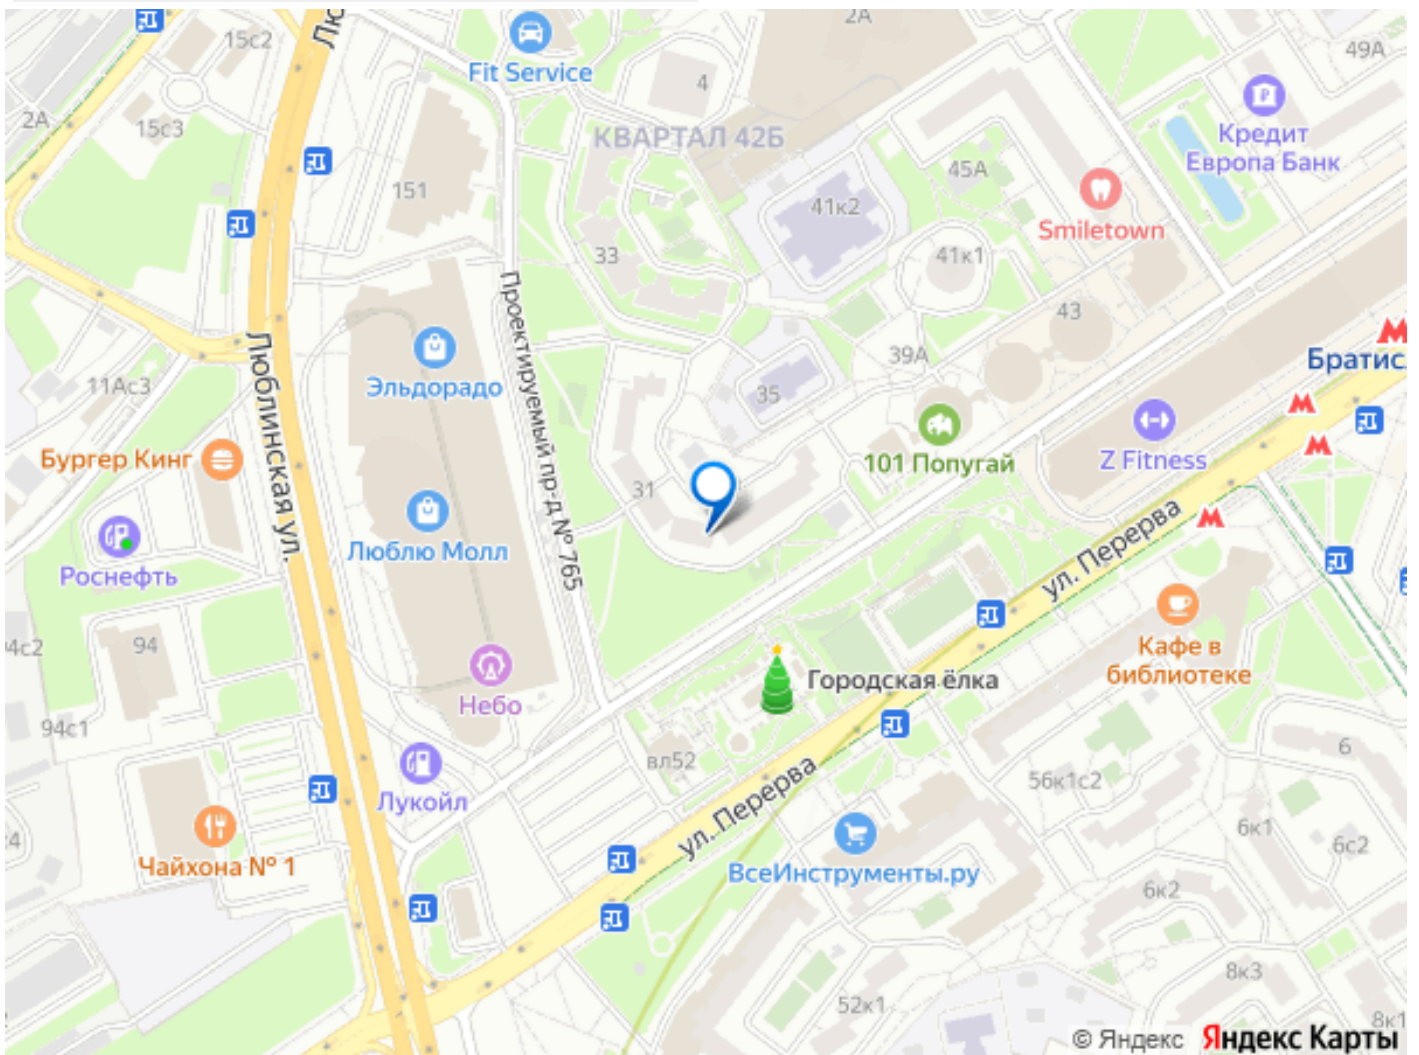 2А
15с2
Лю
Fit Service
4
49А
2А
15с3
КВАРТАЛ 42Б
Кредит
Европа Банк
45А
151
41к2
Smiletown
33
41к1
43
Проектируемый пр-д № 765
Люблинская ул.
39А
Братис
11Ас3
Эльдорадо
35
Бургер Кинг
101 Попугай
Z Fitness
31
Люблю Молл
ул. Перерва
Роснефть
4с2
94
Кафе в
библиотеке
Городская ёлка
Небо
94с1
вл52
6
56к1с2
Лукойл
ул. Перерва
6к1
6с2
с4
Чайхона № 1
ВсеИнструменты.ру
6к2
8к3
52к1
8к1
© Яндекс Яндекс Карты